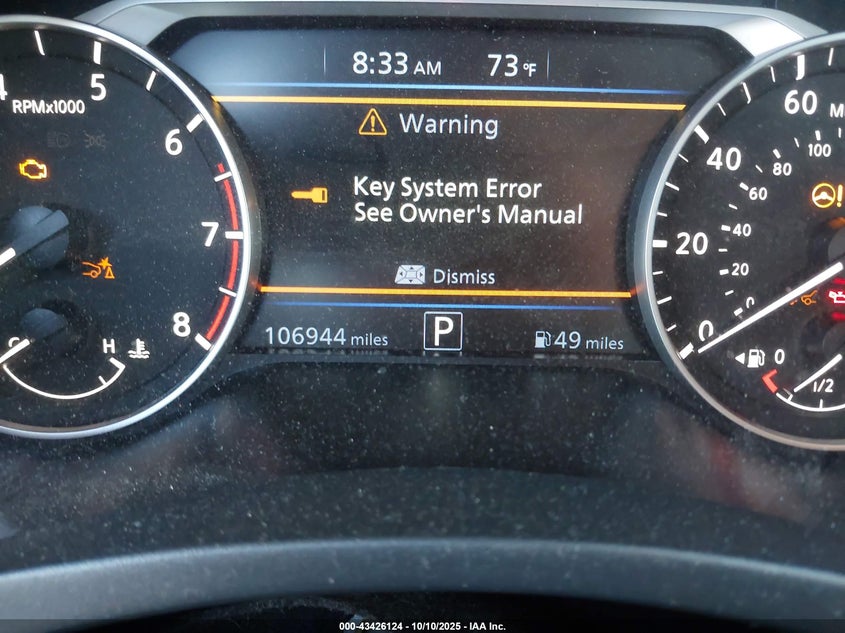 8:33 AM 73°F
Warning
Key System Error
See Owner's Manual
Dismiss
106944 miles P 49 miles
4 5 6 7 8
RPMx1000
H
0 20 40 60
0 20 40 60 80 100
0 1/2
000-43426124 - 10/10/2025 - IAA Inc.